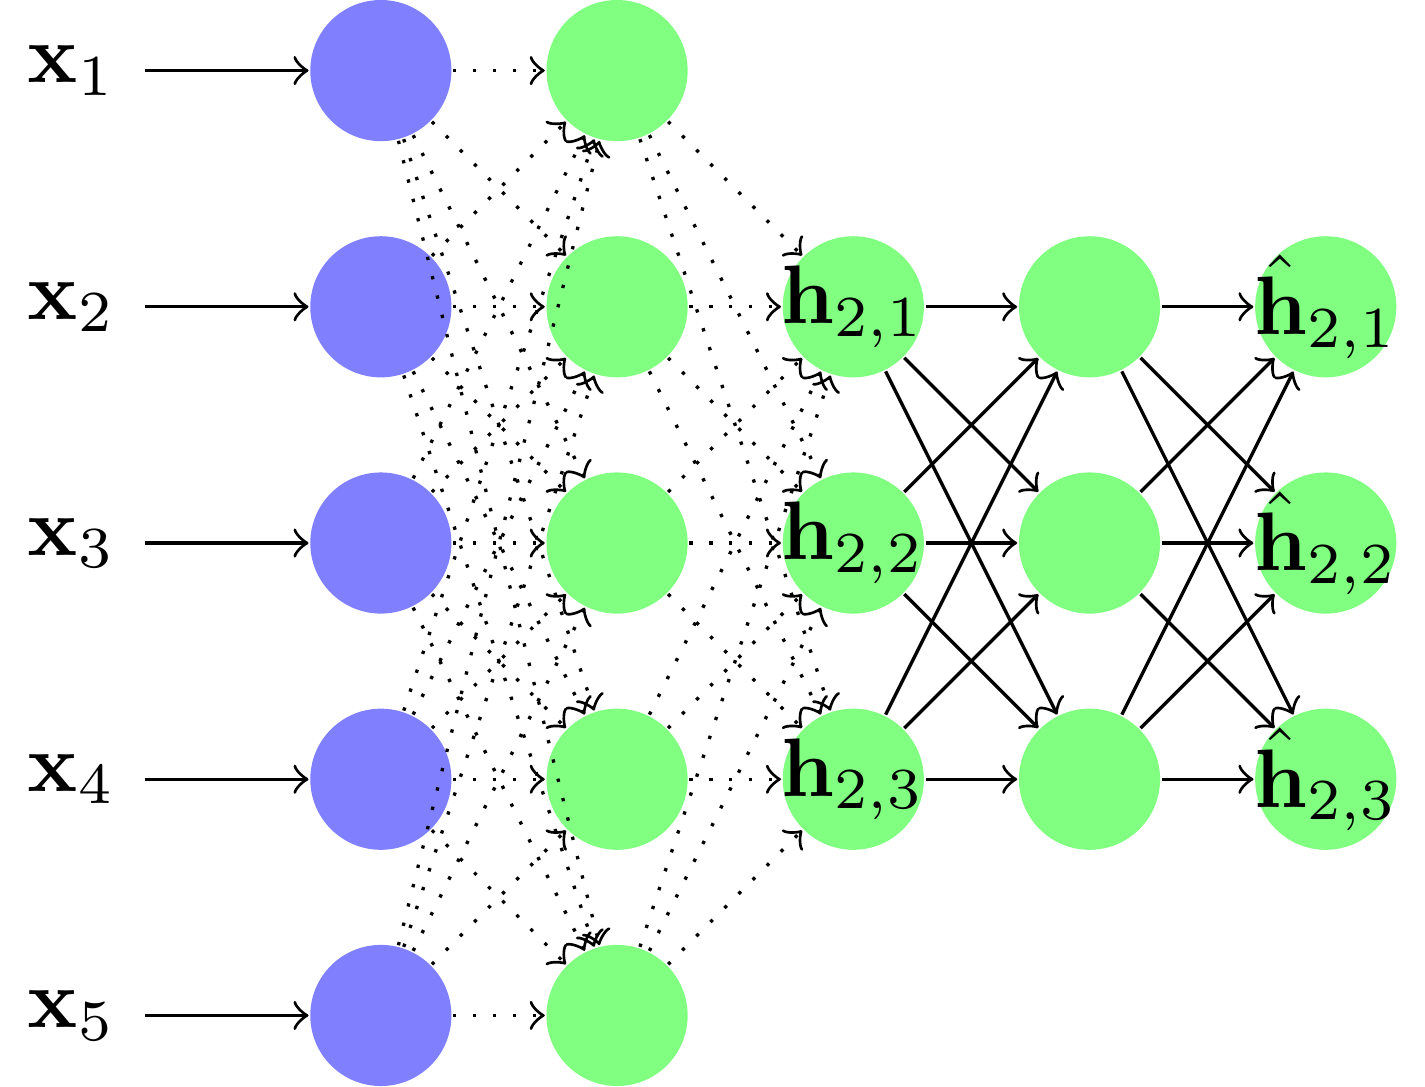 x₁
x₂ h₂,₁ ĥ₂,₁
x₃ h₂,₂ ĥ₂,₂
x₄ h₂,₃ ĥ₂,₃
x₅